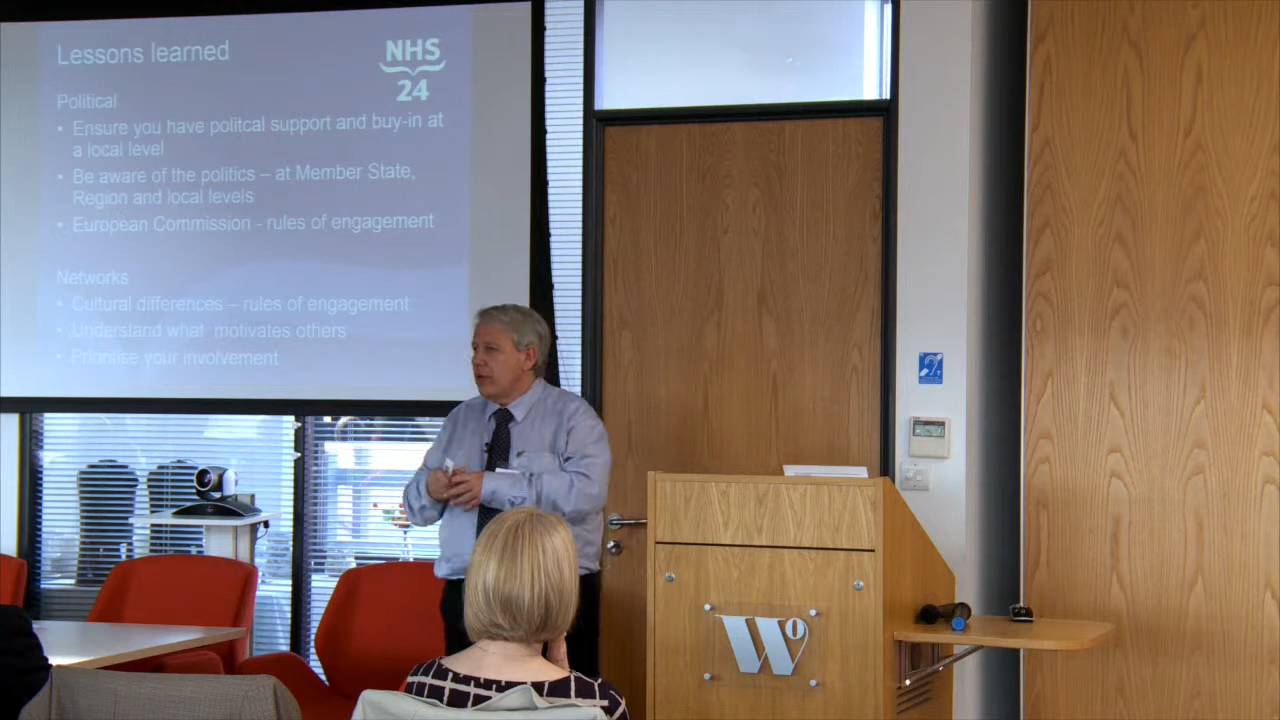 Lessons learned
NHS
24
Political
• Ensure you have politcal support and buy-in at
a local level
• Be aware of the politics – at Member State,
Region and local levels
• European Commission - rules of engagement
Networks
• Cultural differences – rules of engagement
• Understand what motivates others
• Prioritise your involvement
Wo